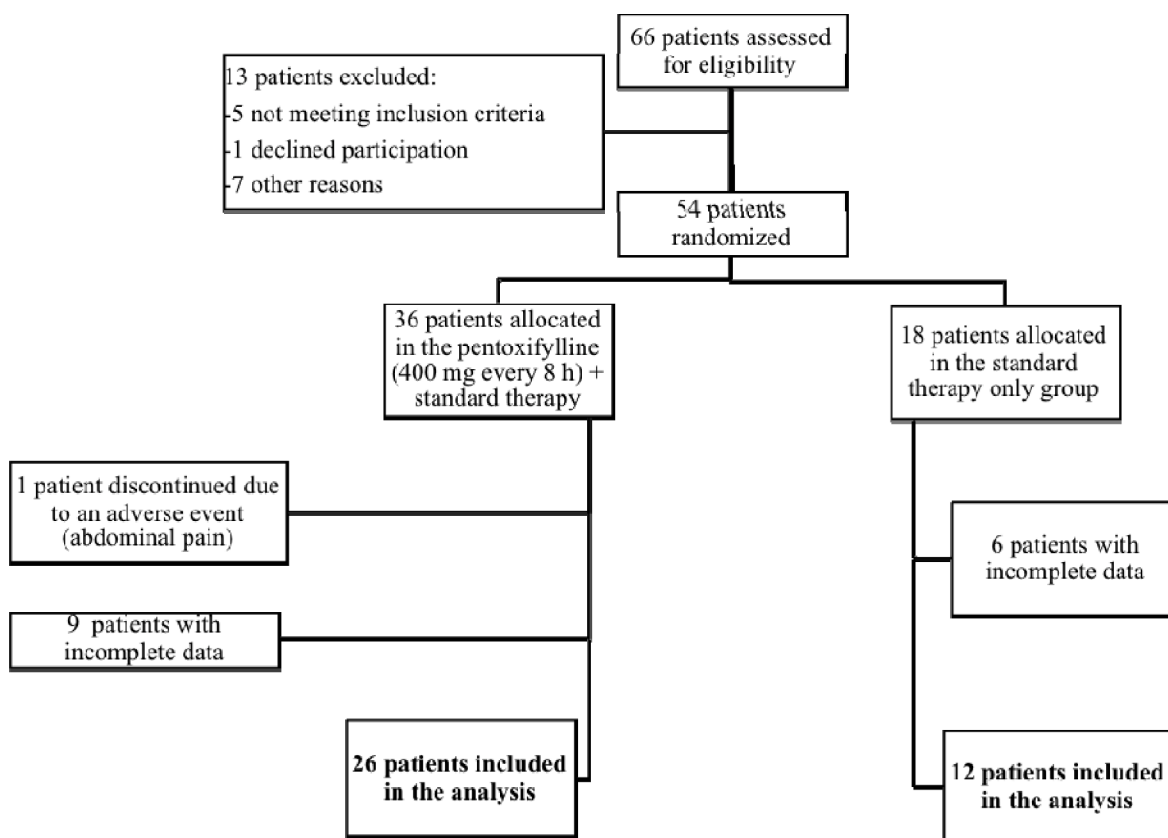 66 patients assessed
for eligibility
13 patients excluded:
-5 not meeting inclusion criteria
-1 declined participation
-7 other reasons
54 patients
randomized
36 patients allocated
in the pentoxifylline
(400 mg every 8 h) +
standard therapy
18 patients allocated
in the standard
therapy only group
1 patient discontinued due
to an adverse event
(abdominal pain)
6 patients with
incomplete data
9 patients with
incomplete data
26 patients included
in the analysis
12 patients included
in the analysis